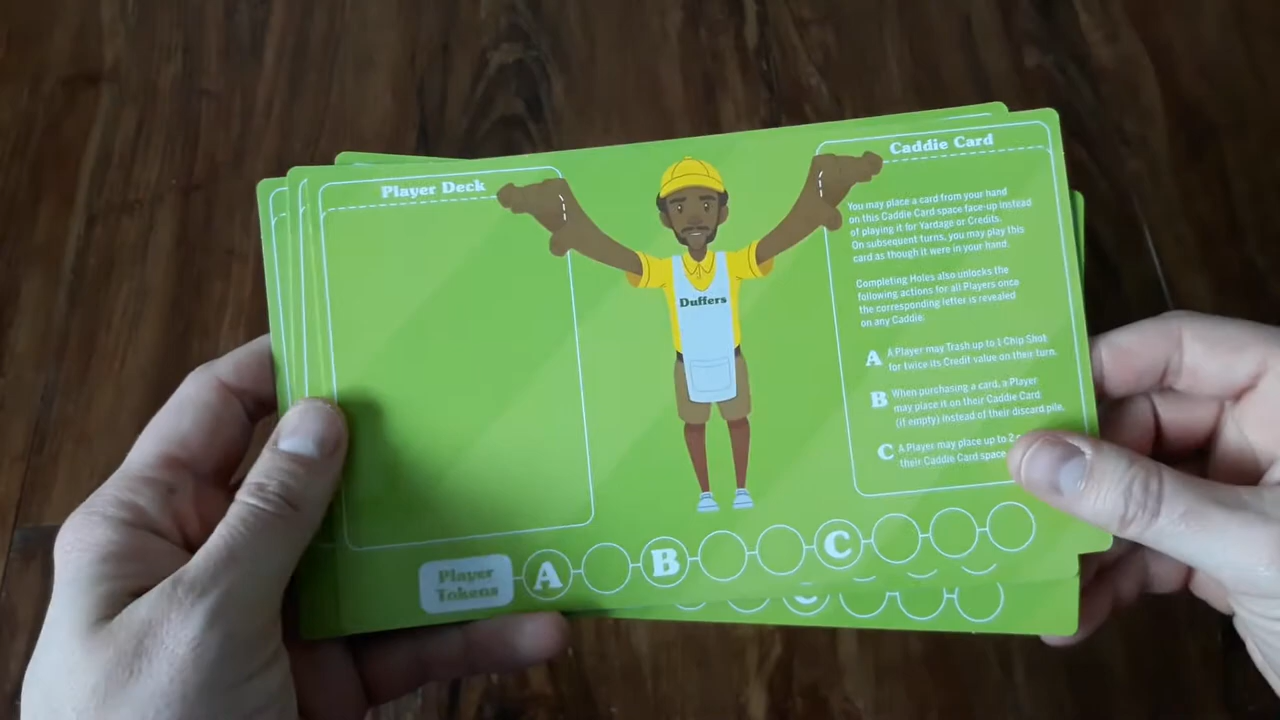 Player Deck
Caddie Card
You may place a card from your hand
on this Caddie Card space face-up instead
of playing it for Yardage or Credits.
On subsequent turns, you may play this
card as though it were in your hand.
Completing Holes also unlocks the
following actions for all Players once
the corresponding letter is revealed
on any Caddie.
A A Player may Trash up to 1 Chip Shot
for twice its Credit value on their turn.
B When purchasing a card, a Player
may place it on their Caddie Card
(if empty) instead of their discard pile.
C A Player may place up to 2
their Caddie Card space
Duffers
Player
Tokens
A B C
C